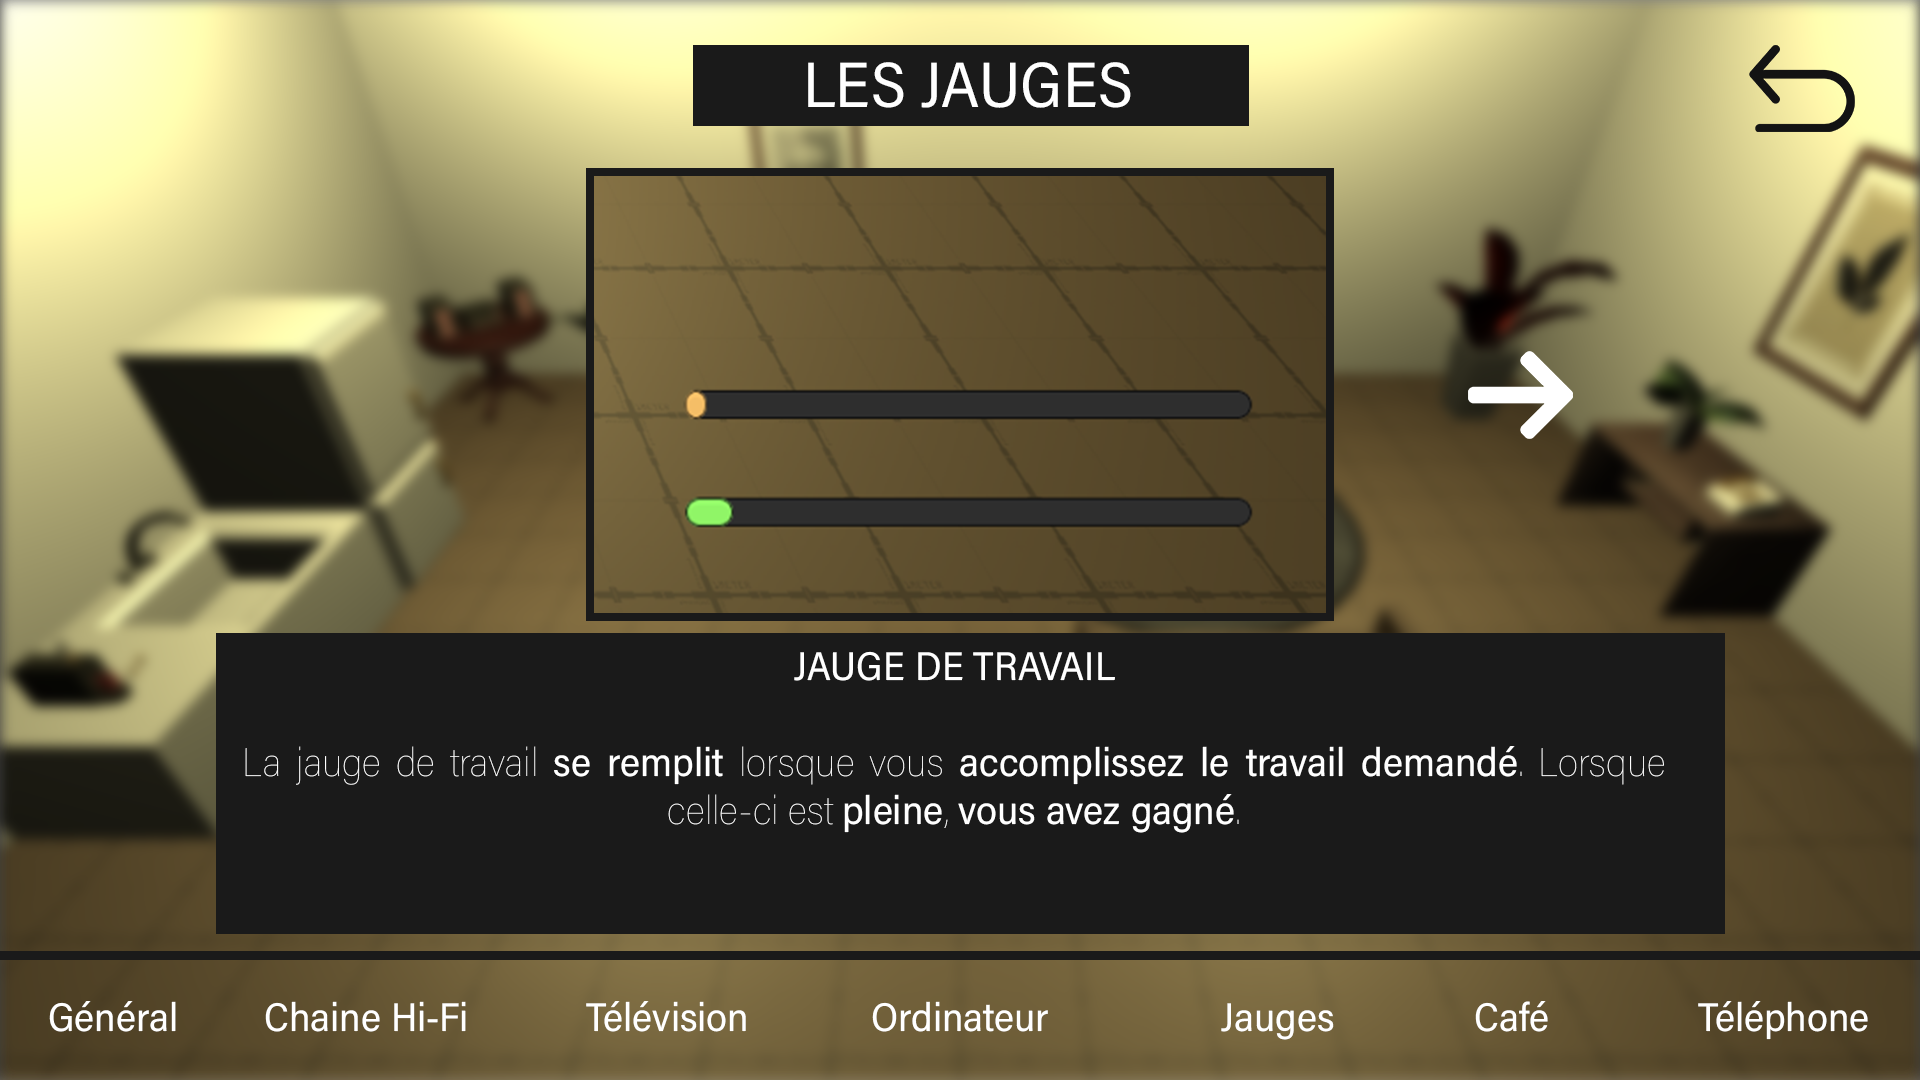 LES JAUGES
JAUGE DE TRAVAIL
La jauge de travail se remplit lorsque vous accomplissez le travail demandé. Lorsque
celle-ci est pleine, vous avez gagné.
Général Chaine Hi-Fi Télévision Ordinateur Jauges Café Téléphone